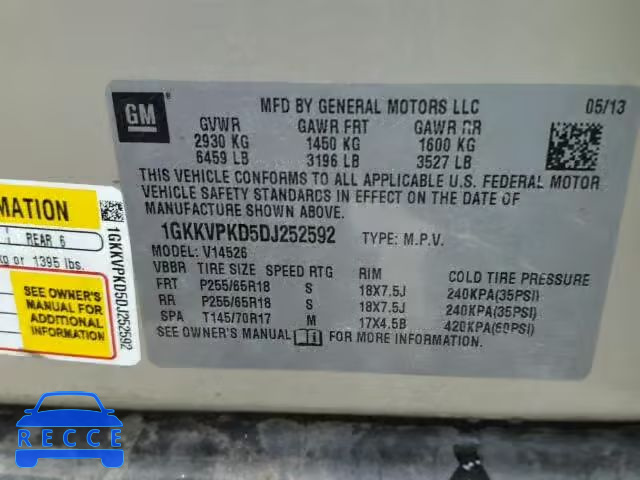 GM
MFD BY GENERAL MOTORS LLC 05/13
GVWR GAWR FRT GAWR RR
2930 KG 1450 KG 1600 KG
6459 LB 3196 LB 3527 LB
THIS VEHICLE CONFORMS TO ALL APPLICABLE U.S. FEDERAL MOTOR
VEHICLE SAFETY STANDARDS IN EFFECT ON THE DATE OF
MANUFACTURE SHOWN ABOVE.
1GKKVPKD5DJ252592 TYPE: M.P.V.
MODEL: V14526
VBBR TIRE SIZE SPEED RTG RIM COLD TIRE PRESSURE
FRT P255/65R18 S 18X7.5J 240KPA(35PSI)
RR P255/65R18 S 18X7.5J 240KPA(35PSI)
SPA T145/70R17 M 17X4.5B 420KPA(60PSI)
SEE OWNER'S MANUAL FOR MORE INFORMATION.
MATION
REAR 6
kg or 1395 lbs.
SEE OWNER'S
MANUAL FOR
ADDITIONAL
INFORMATION
1GKKVPKD5DJ252592
RECCE